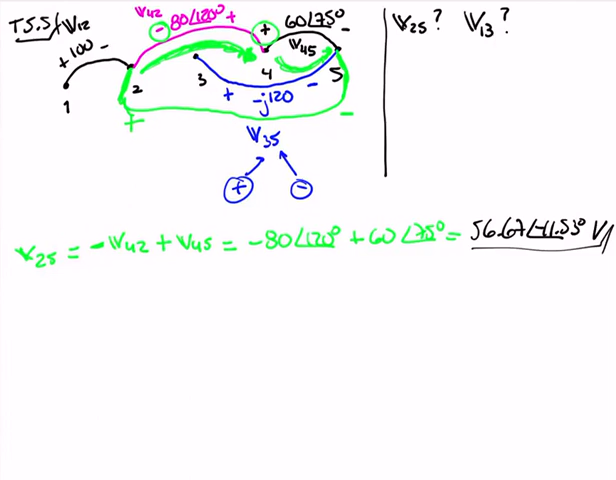 T5.5/ V12
V42 80∠120° + 60∠75°
+ 100 - - + V45 -
1 2 3 4 5
+ - j120 -
+ -
V35
+ -
V25? V13?
V25 = -V42 + V45 = -80∠120° + 60∠75° = 56.67∠-11.53° V